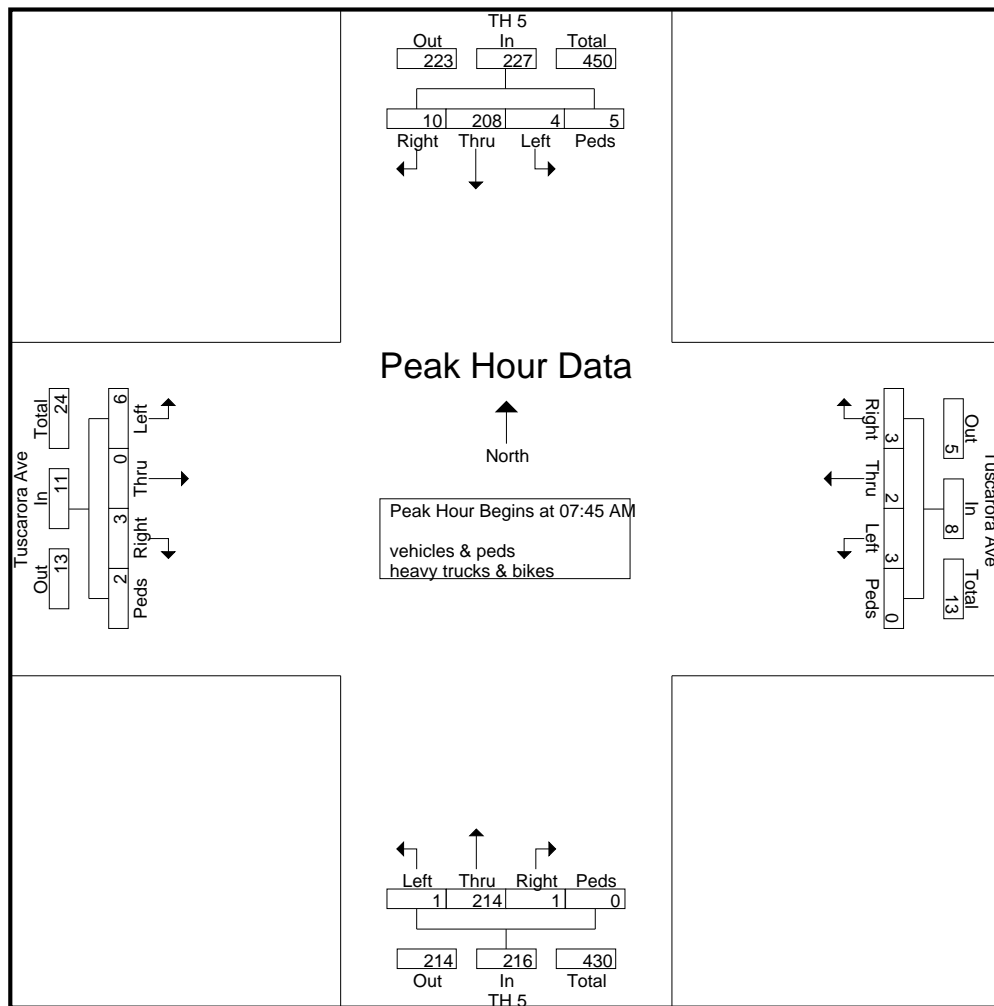 TH 5
Out In Total
223 227 450
10 208 4 5
Right Thru Left Peds
Peak Hour Data
North
Peak Hour Begins at 07:45 AM
vehicles & peds
heavy trucks & bikes
Tuscarora Ave
Out In Total
13 11 24
Left Thru Right Peds
6 0 3 2
Tuscarora Ave
Out In Total
5 8 13
Right Thru Left Peds
3 2 3 0
Left Thru Right Peds
1 214 1 0
214 216 430
Out In Total
TH 5